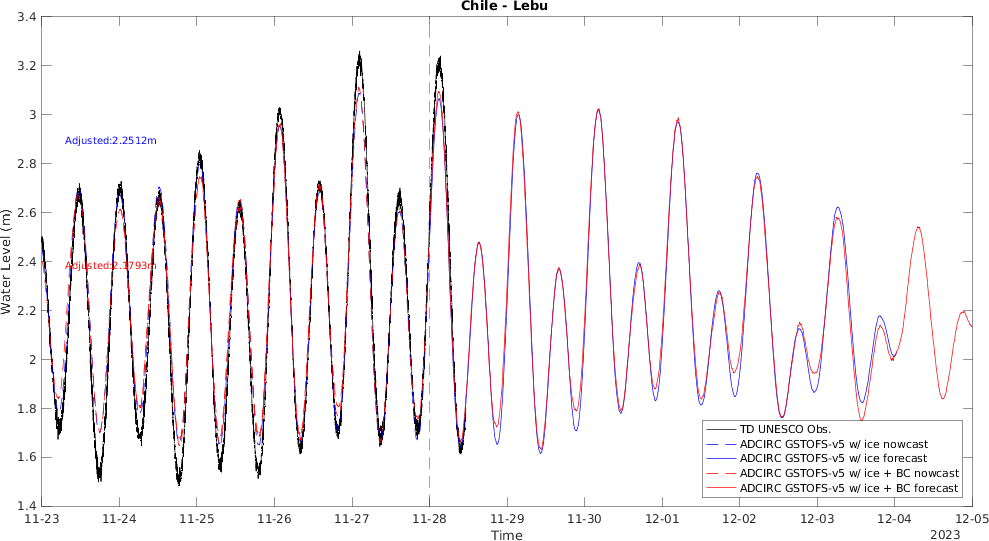 Chile - Lebu
3.4
3.2
3
2.8
2.6
2.4
2.2
2
1.8
1.6
1.4
Water Level (m)
Adjusted:2.2512m
Adjusted:2.1793m
TD UNESCO Obs.
ADCIRC GSTOFS-v5 w/ ice nowcast
ADCIRC GSTOFS-v5 w/ ice forecast
ADCIRC GSTOFS-v5 w/ ice + BC nowcast
ADCIRC GSTOFS-v5 w/ ice + BC forecast
11-23 11-24 11-25 11-26 11-27 11-28 11-29 11-30 12-01 12-02 12-03 12-04 12-05
Time
2023